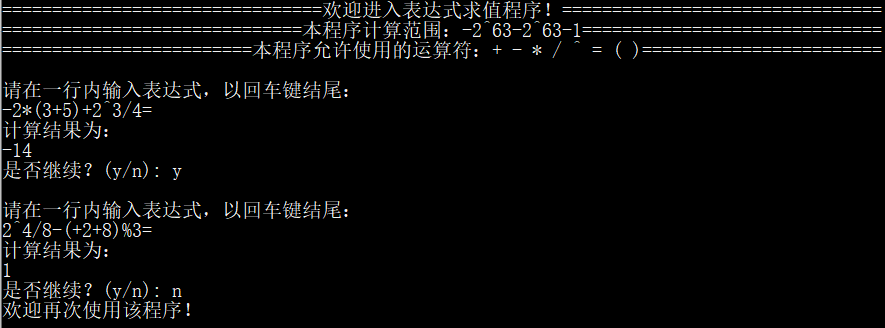 ================================欢迎进入表达式求值程序!================================
==============================本程序计算范围: -2^63-2^63-1==============================
=========================本程序允许使用的运算符: + - * / ^ = ( )========================
请在一行内输入表达式, 以回车键结尾:
-2*(3+5)+2^3/4=
计算结果为:
-14
是否继续? (y/n): y
请在一行内输入表达式, 以回车键结尾:
2^4/8-(+2+8)%3=
计算结果为:
1
是否继续? (y/n): n
欢迎再次使用该程序!